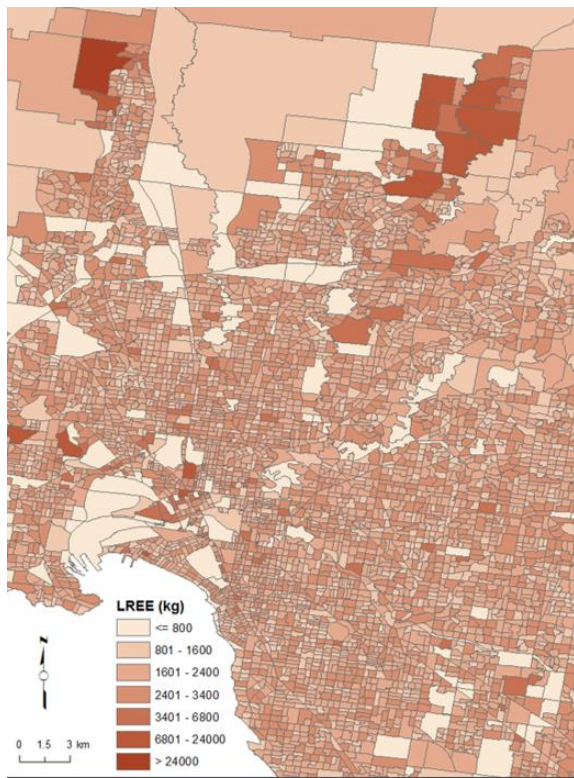 LREE (kg)
<= 800
801 - 1600
1601 - 2400
2401 - 3400
3401 - 6800
6801 - 24000
> 24000
N
0 1.5 3 km